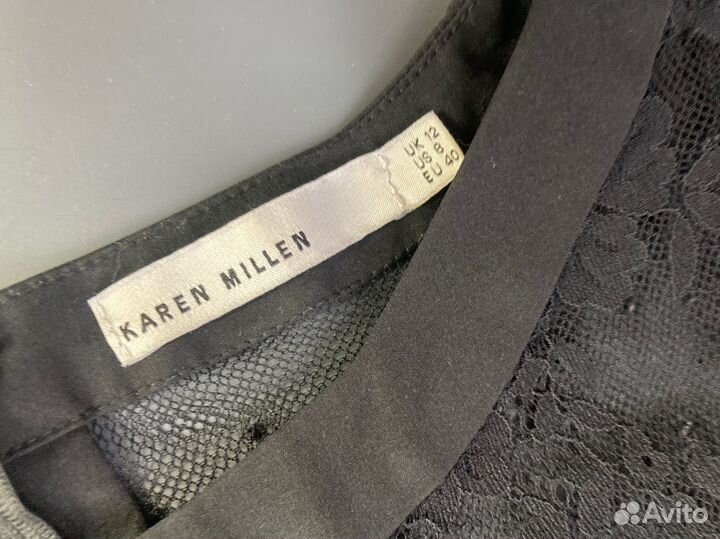 KAREN MILLEN
UK 12
US 8
EU 40
Avito